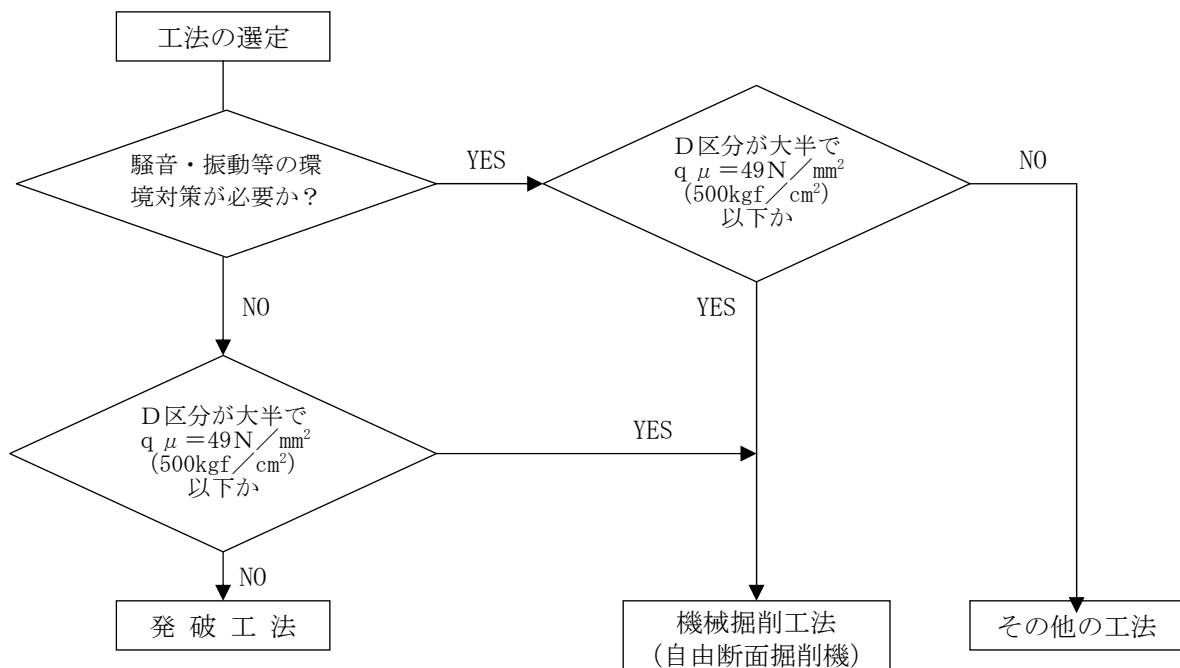 工法の選定
騒音・振動等の環
境対策が必要か？
YES
D区分が大半で
q μ＝49N／mm²
(500kgf／cm²)
以下か
NO
YES
NO
D区分が大半で
q μ＝49N／mm²
(500kgf／cm²)
以下か
YES
NO
発 破 工 法
機械掘削工法
(自由断面掘削機)
その他の工法